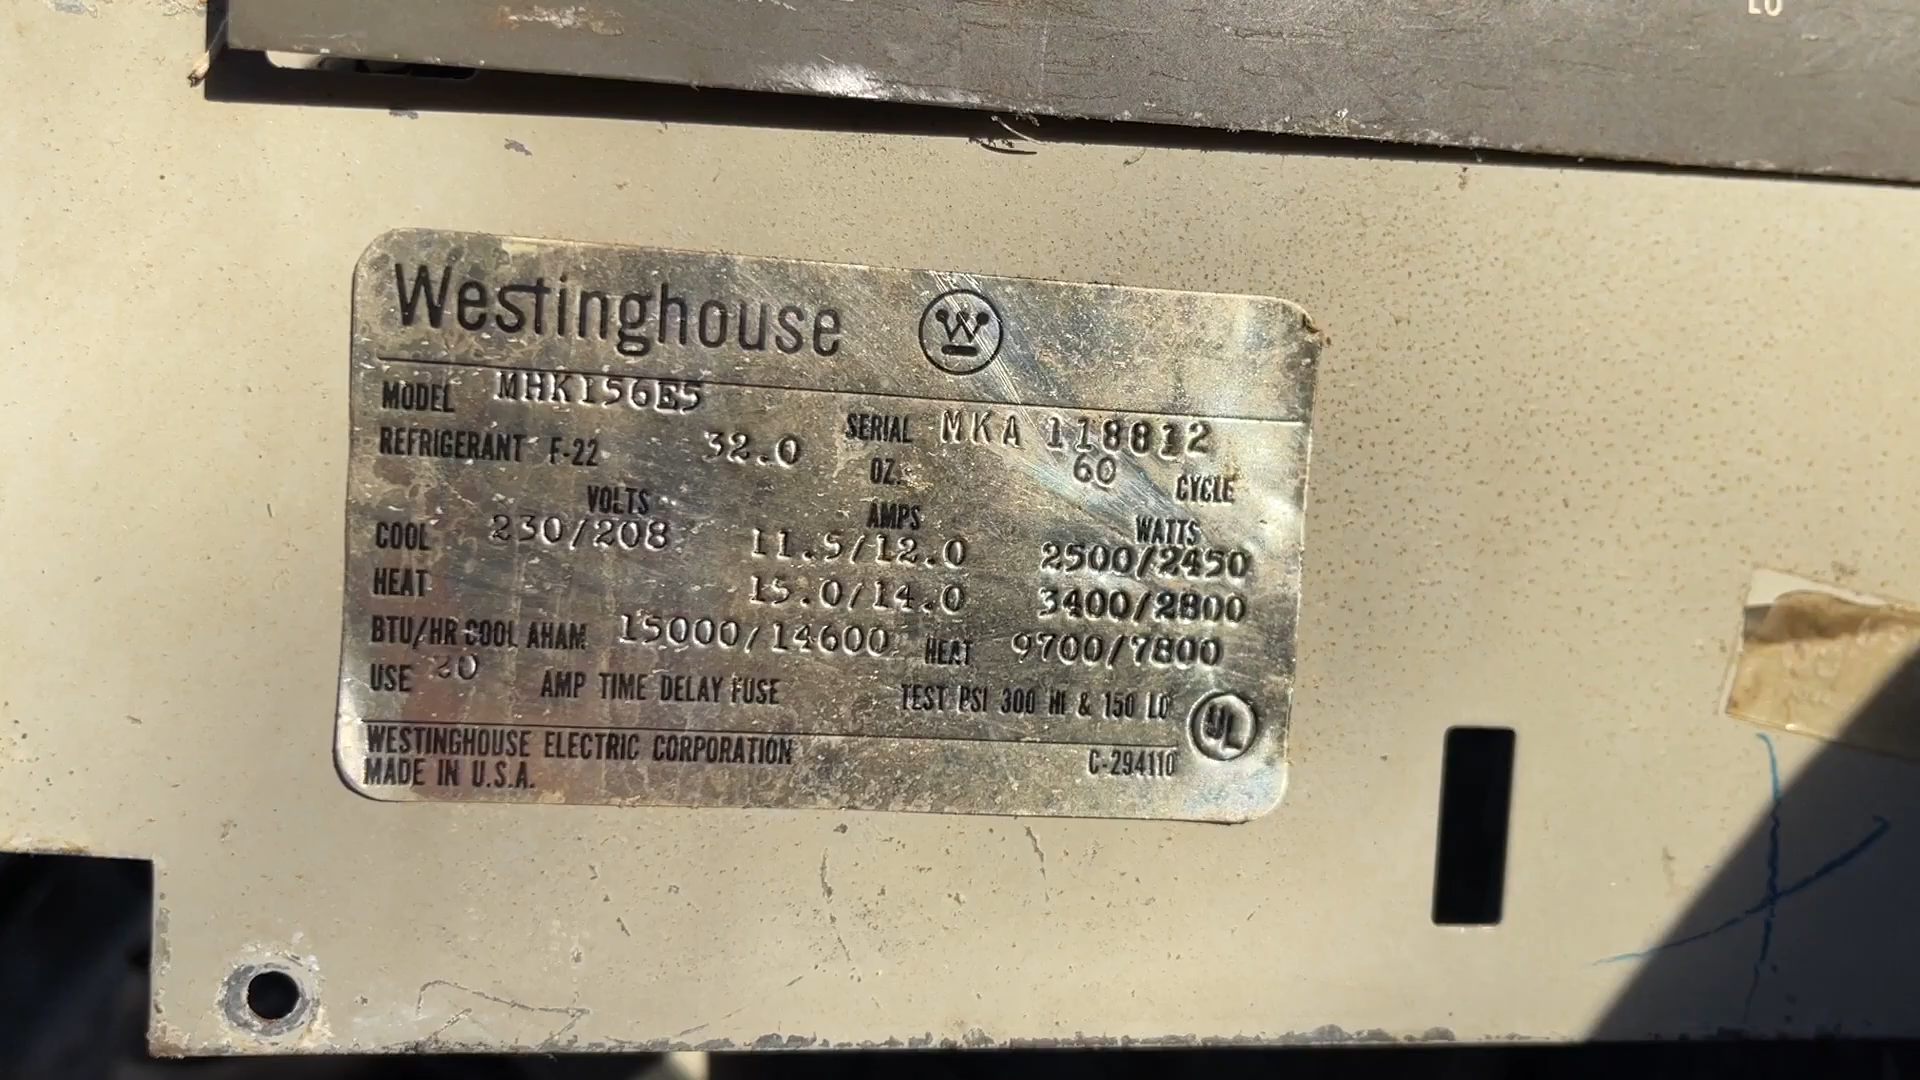 LO
Westinghouse W
MODEL MHK156E5 SERIAL MKA 118812
REFRIGERANT F-22 32.0 OZ. 60 CYCLE
VOLTS AMPS WATTS
COOL 230/208 11.5/12.0 2500/2450
HEAT 15.0/14.0 3400/2800
BTU/HR COOL AHAM 15000/14600 HEAT 9700/7800
USE 20 AMP TIME DELAY FUSE TEST PSI 300 HI & 150 LO UL
WESTINGHOUSE ELECTRIC CORPORATION C-294110
MADE IN U.S.A.